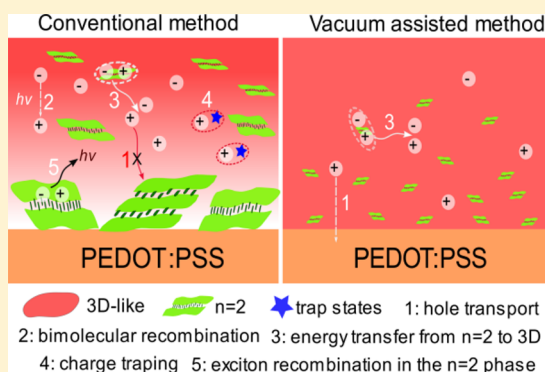 Conventional method Vacuum assisted method
hν 2 3 4
1 x
5 hν
3
1
PEDOT:PSS PEDOT:PSS
3D-like n=2 trap states 1: hole transport
2: bimolecular recombination 3: energy transfer from n=2 to 3D
4: charge traping 5: exciton recombination in the n=2 phase